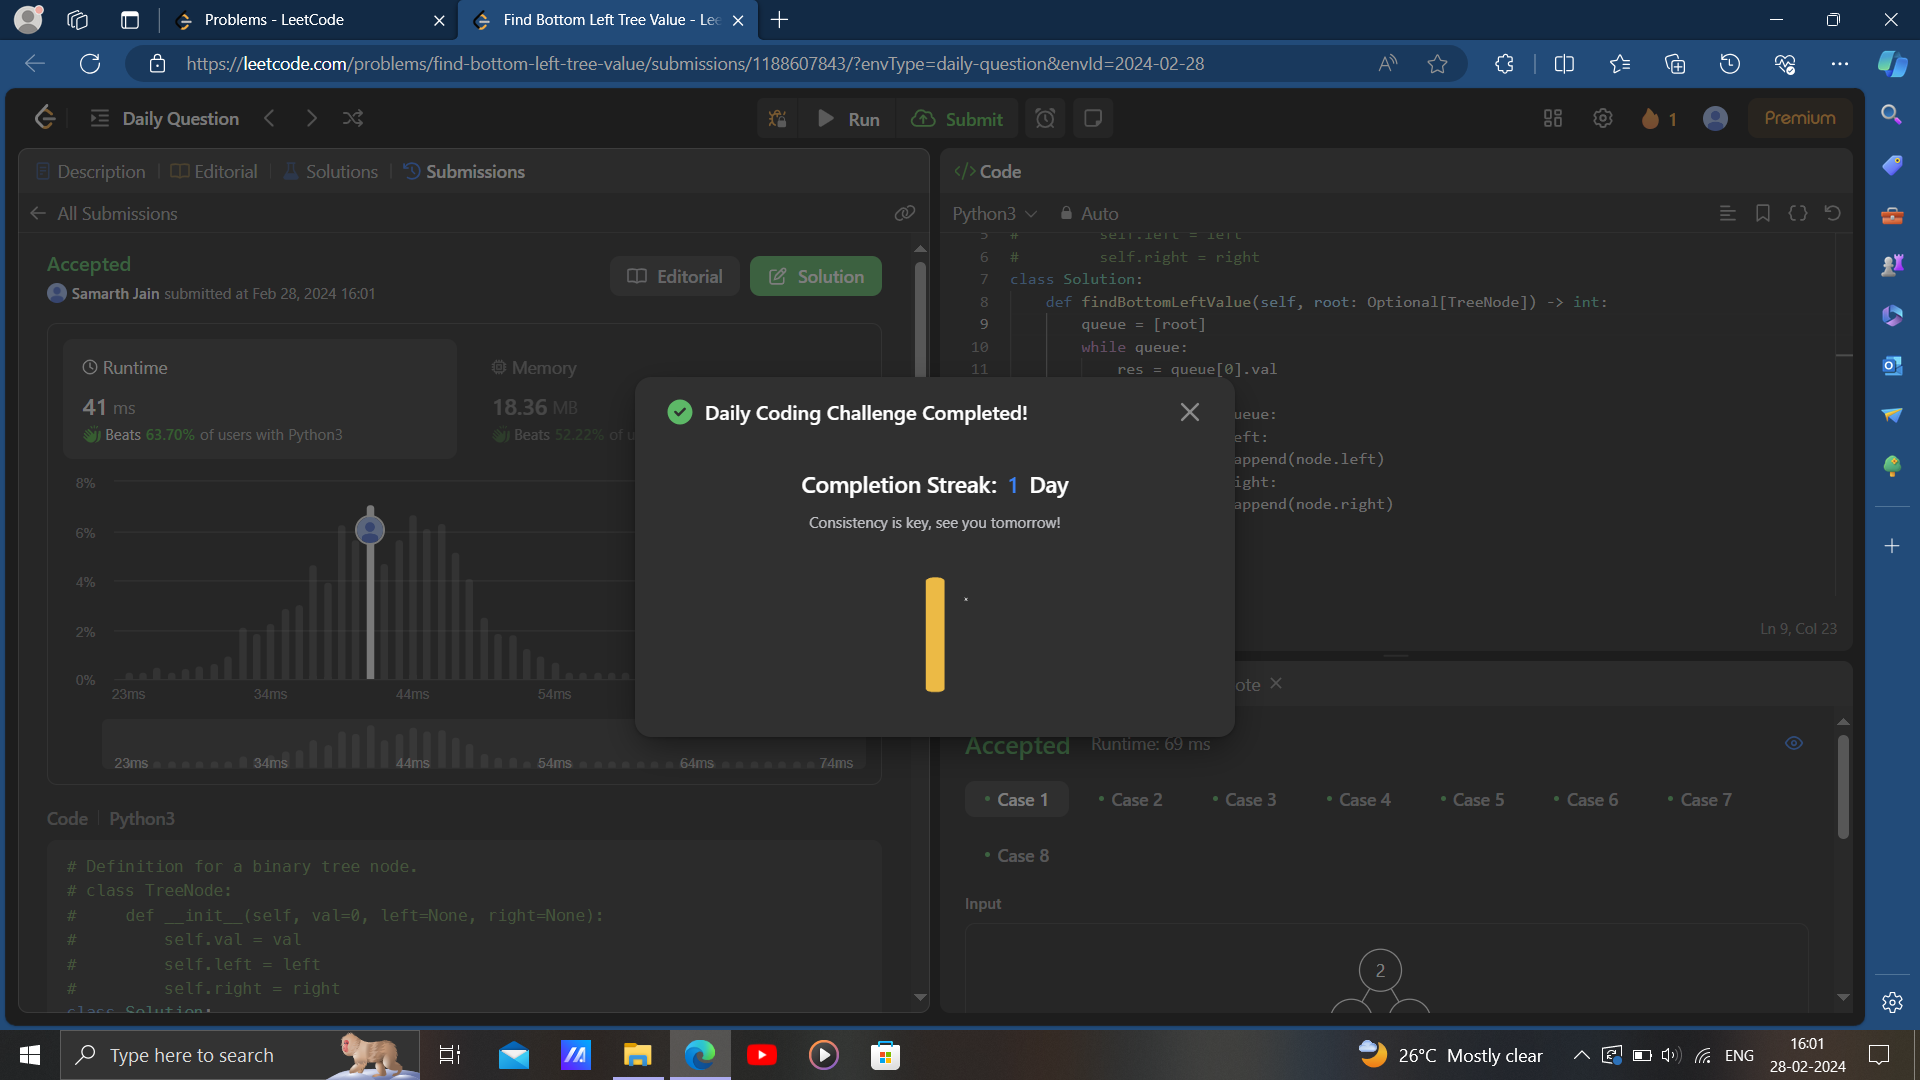 Problems - LeetCode
Find Bottom Left Tree Value - Lee
https://leetcode.com/problems/find-bottom-left-tree-value/submissions/1188607843/?envType=daily-question&envId=2024-02-28
Daily Question
Run
Submit
1
Premium
Description
Editorial
Solutions
Submissions
</> Code
All Submissions
Python3
Auto
Accepted
Samarth Jain submitted at Feb 28, 2024 16:01
Editorial
Solution
Runtime
41 ms
Beats 63.70% of users with Python3
Memory
18.36 MB
Beats 52.22% of u
8%
6%
4%
2%
0%
23ms
34ms
44ms
54ms
23ms
34ms
44ms
54ms
64ms
74ms
Code
Python3
# Definition for a binary tree node.
# class TreeNode:
#     def __init__(self, val=0, left=None, right=None):
#         self.val = val
#         self.left = left
#         self.right = right
class Solution:
5 #         self.left = left
6 #         self.right = right
7 class Solution:
8     def findBottomLeftValue(self, root: Optional[TreeNode]) -> int:
9         queue = [root]
10         while queue:
11             res = queue[0].val
ueue:
eft:
append(node.left)
ight:
append(node.right)
Ln 9, Col 23
Daily Coding Challenge Completed!
Completion Streak: 1 Day
Consistency is key, see you tomorrow!
ote
Accepted
Runtime: 69 ms
Case 1
Case 2
Case 3
Case 4
Case 5
Case 6
Case 7
Case 8
Input
2
Type here to search
26°C Mostly clear
ENG
16:01
28-02-2024